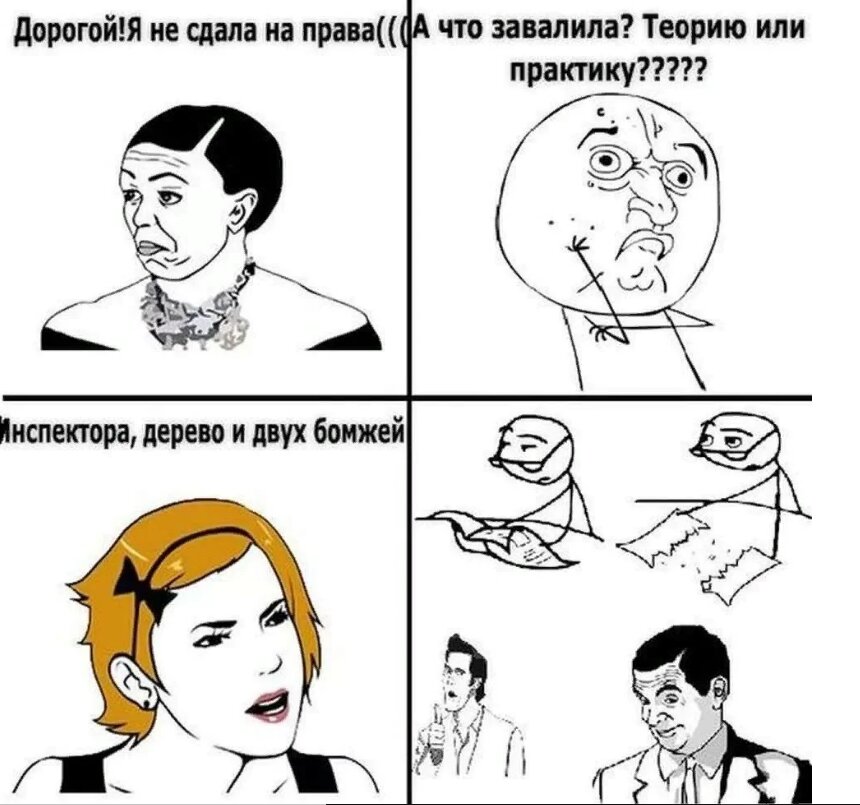 Дорогой!Я не сдала на права(((
А что завалила? Теорию или
практику?????
Инспектора, дерево и двух бомжей